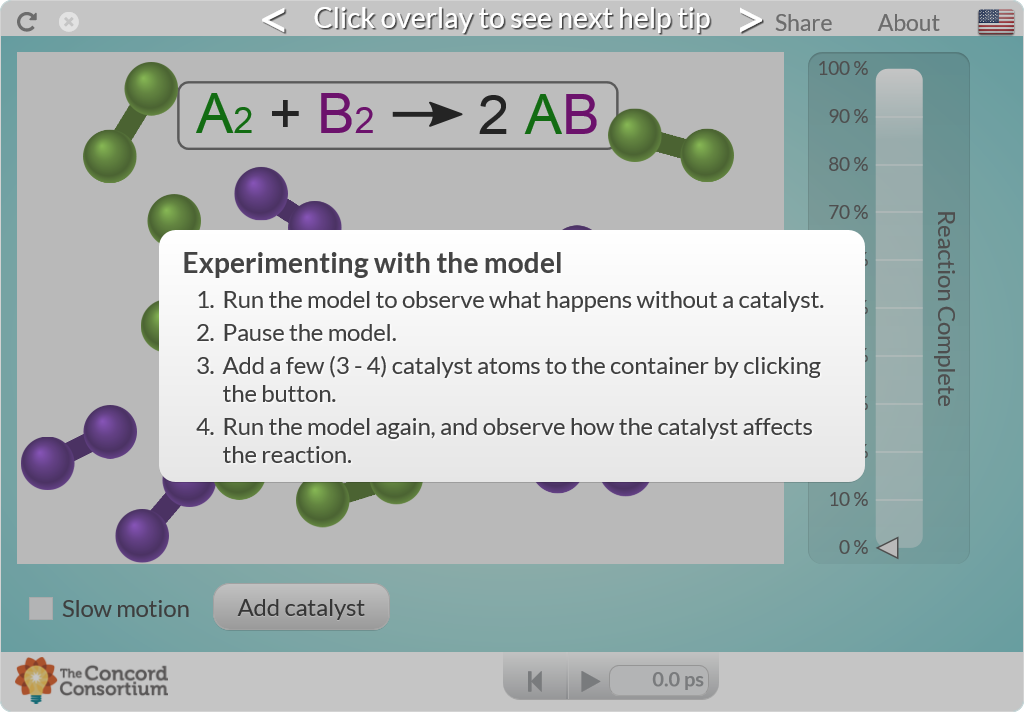 < Click overlay to see next help tip >
Share
About
A2 + B2 → 2 AB
100 %
90 %
80 %
70 %
10 %
0 %
Reaction Complete
Experimenting with the model
1. Run the model to observe what happens without a catalyst.
2. Pause the model.
3. Add a few (3 - 4) catalyst atoms to the container by clicking
the button.
4. Run the model again, and observe how the catalyst affects
the reaction.
Slow motion
Add catalyst
The Concord
Consortium
0.0 ps